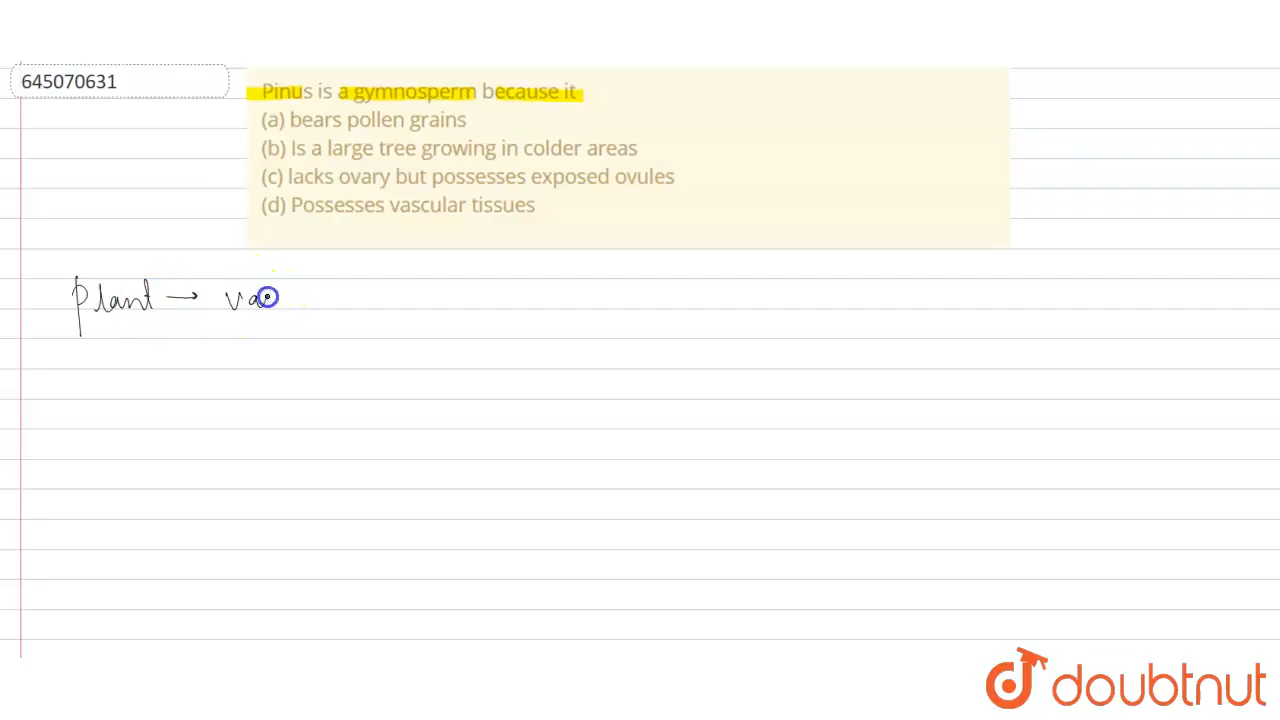 645070631
Pinus is a gymnosperm because it
(a) bears pollen grains
(b) Is a large tree growing in colder areas
(c) lacks ovary but possesses exposed ovules
(d) Possesses vascular tissues
plant → va
doubtnut